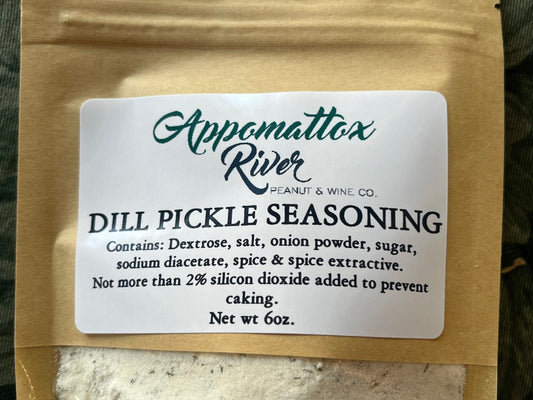 Appomattox
River
PEANUT & WINE CO.
DILL PICKLE SEASONING
Contains: Dextrose, salt, onion powder, sugar,
sodium diacetate, spice & spice extractive.
Not more than 2% silicon dioxide added to prevent
caking.
Net wt 6oz.